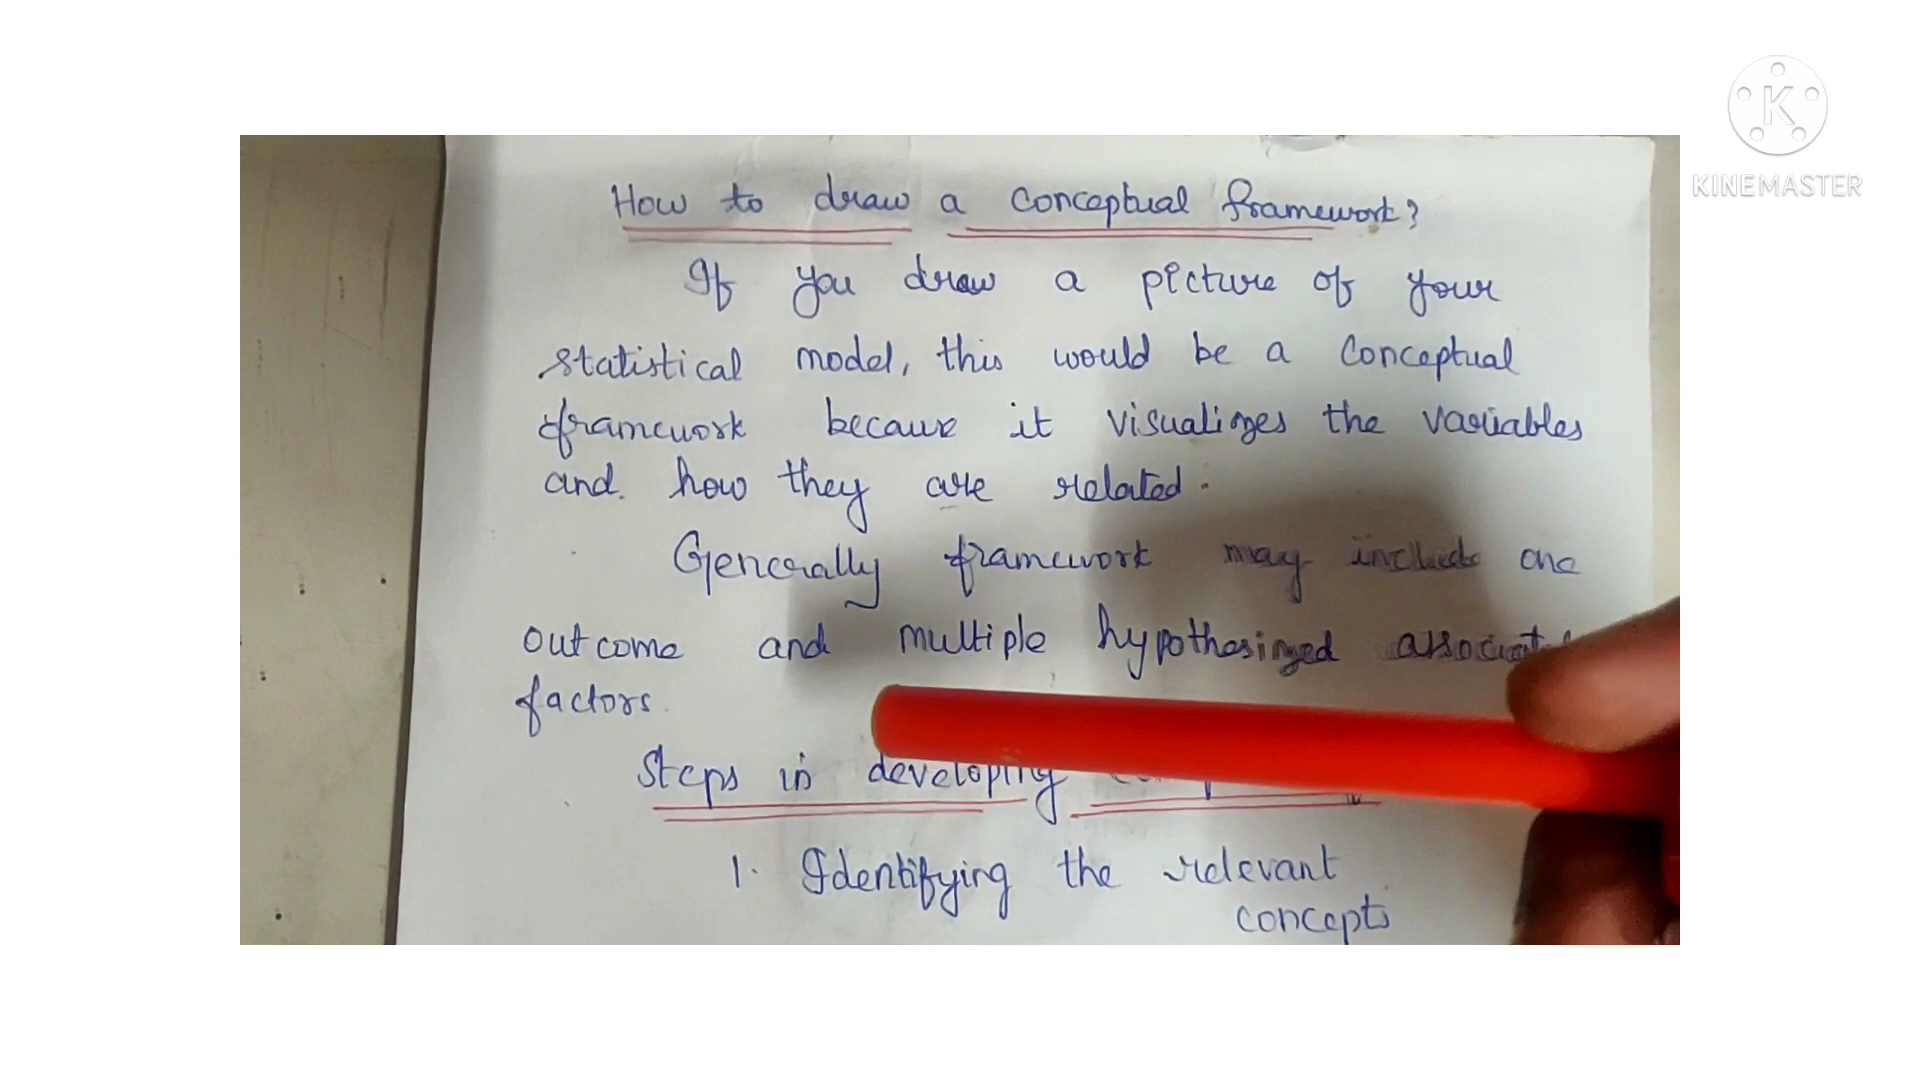 How to draw a conceptual framework?
If you draw a picture of your
statistical model, this would be a conceptual
framework because it visualizes the variables
and how they are related.
Generally framework may include one
outcome and multiple hypothesized
factors.
Steps in developing
1. Identifying the relevant
concepts
KINEMASTER